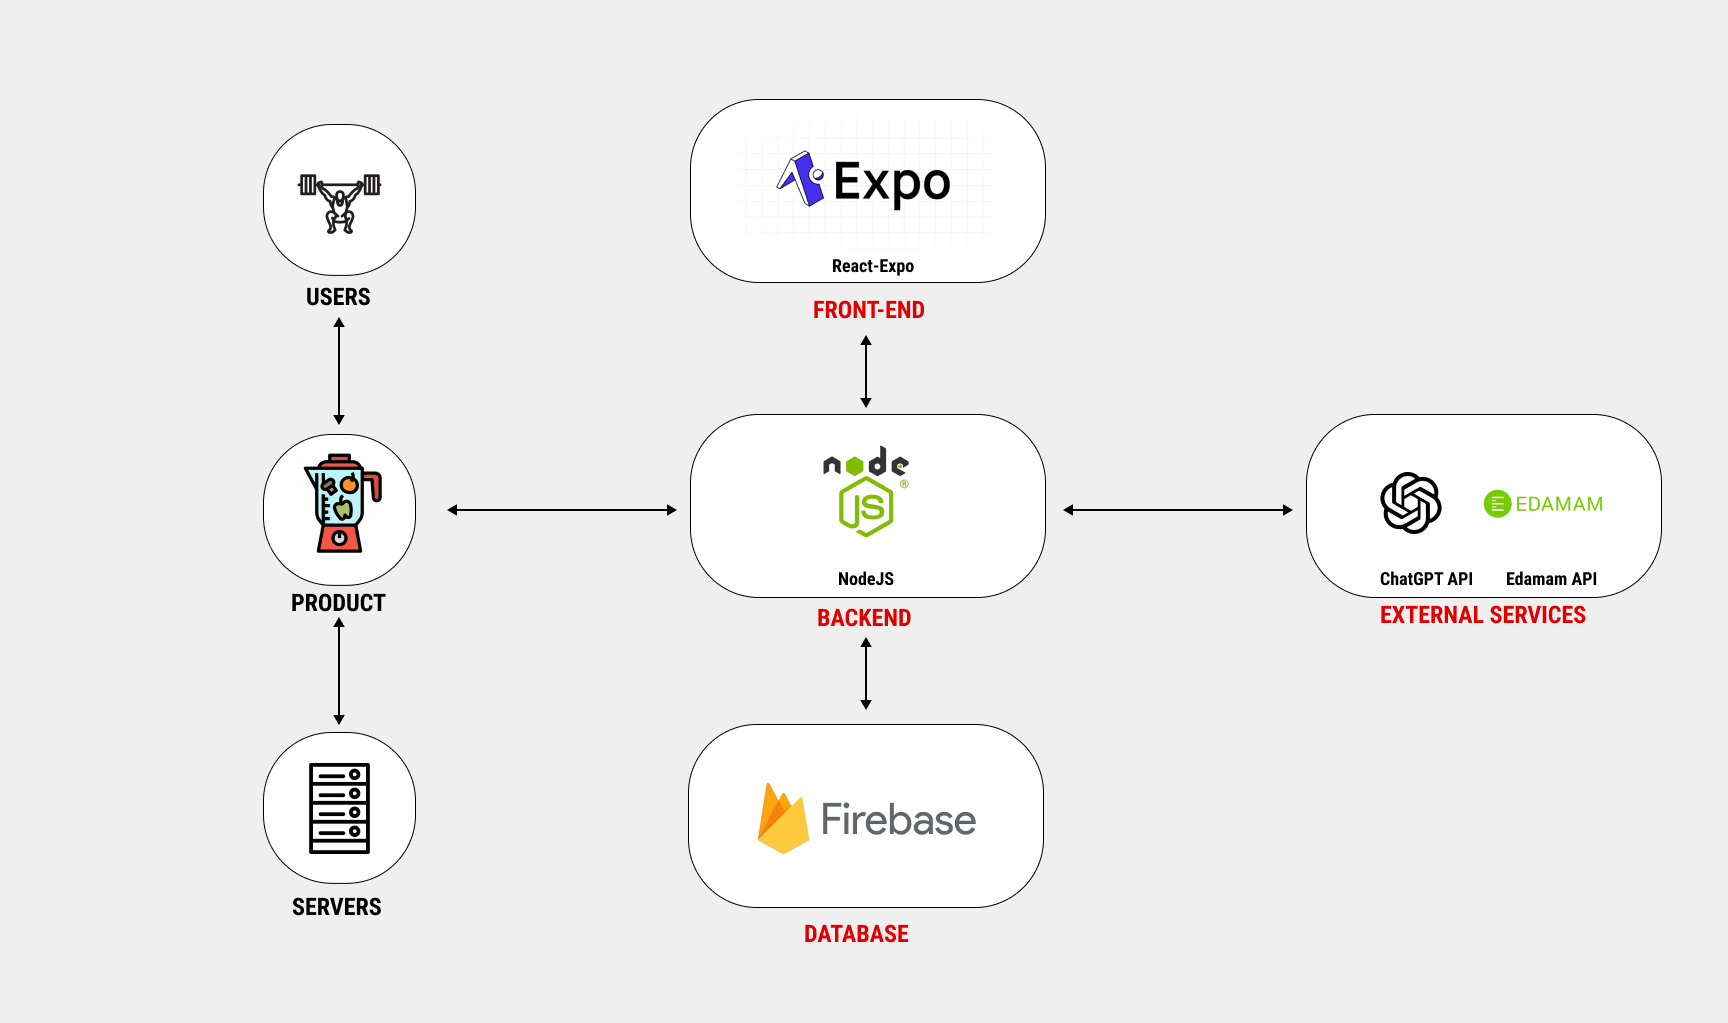 USERS
PRODUCT
SERVERS
Expo
React-Expo
FRONT-END
node
JS
®
NodeJS
BACKEND
Firebase
DATABASE
EDAMAM
ChatGPT API
Edamam API
EXTERNAL SERVICES